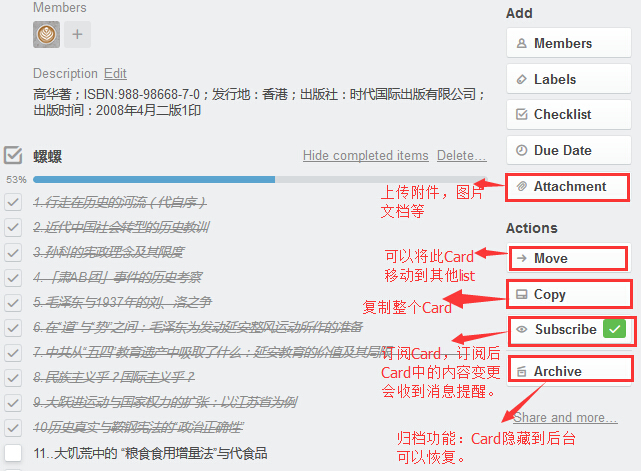 Members
+
Description Edit
高华著；ISBN:988-98668-7-0；发行地：香港；出版社：时代国际出版有限公司；
出版时间：2008年4月二版1印
螺螺
Hide completed items Delete…
53%
1.行走在历史的河流（代自序）
2.近代中国社会转型的历史教训
3.孙科的宪政理念及其限度
4.「肃AB团」事件的历史考察
5.毛泽东与1937年的刘、洛之争
6.在“道”与“势”之间：毛泽东为发动延安整风运动所作的准备
7.中共从“五四”教育遗产中吸取了什么：延安教育的价值及其局限
8.民族主义乎？国际主义乎？
9.大跃进运动与国家权力的扩张：以江苏省为例
10.历史真实与鞍钢宪法的“政治正确性”
11..大饥荒中的 “粮食食用增量法”与代食品
Add
Members
Labels
Checklist
Due Date
Attachment
上传附件，图片
文档等
Actions
Move
可以将此Card
移动到其他list
Copy
复制整个Card
Subscribe
订阅Card，订阅后
Card中的内容变更
会收到消息提醒。
Archive
Share and more…
归档功能：Card隐藏到后台
可以恢复。